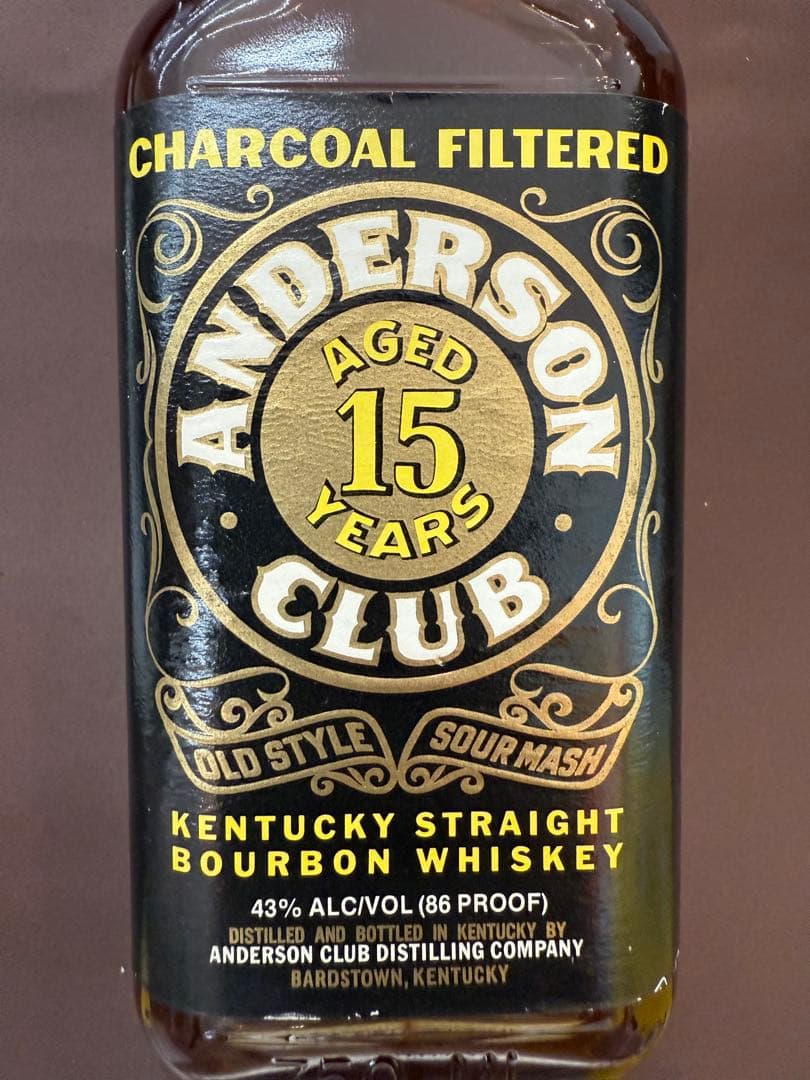 CHARCOAL FILTERED
ANDERSON
AGED
15
YEARS
CLUB
OLD STYLE SOUR MASH
KENTUCKY STRAIGHT
BOURBON WHISKEY
43% ALC/VOL (86 PROOF)
DISTILLED AND BOTTLED IN KENTUCKY BY
ANDERSON CLUB DISTILLING COMPANY
BARDSTOWN, KENTUCKY